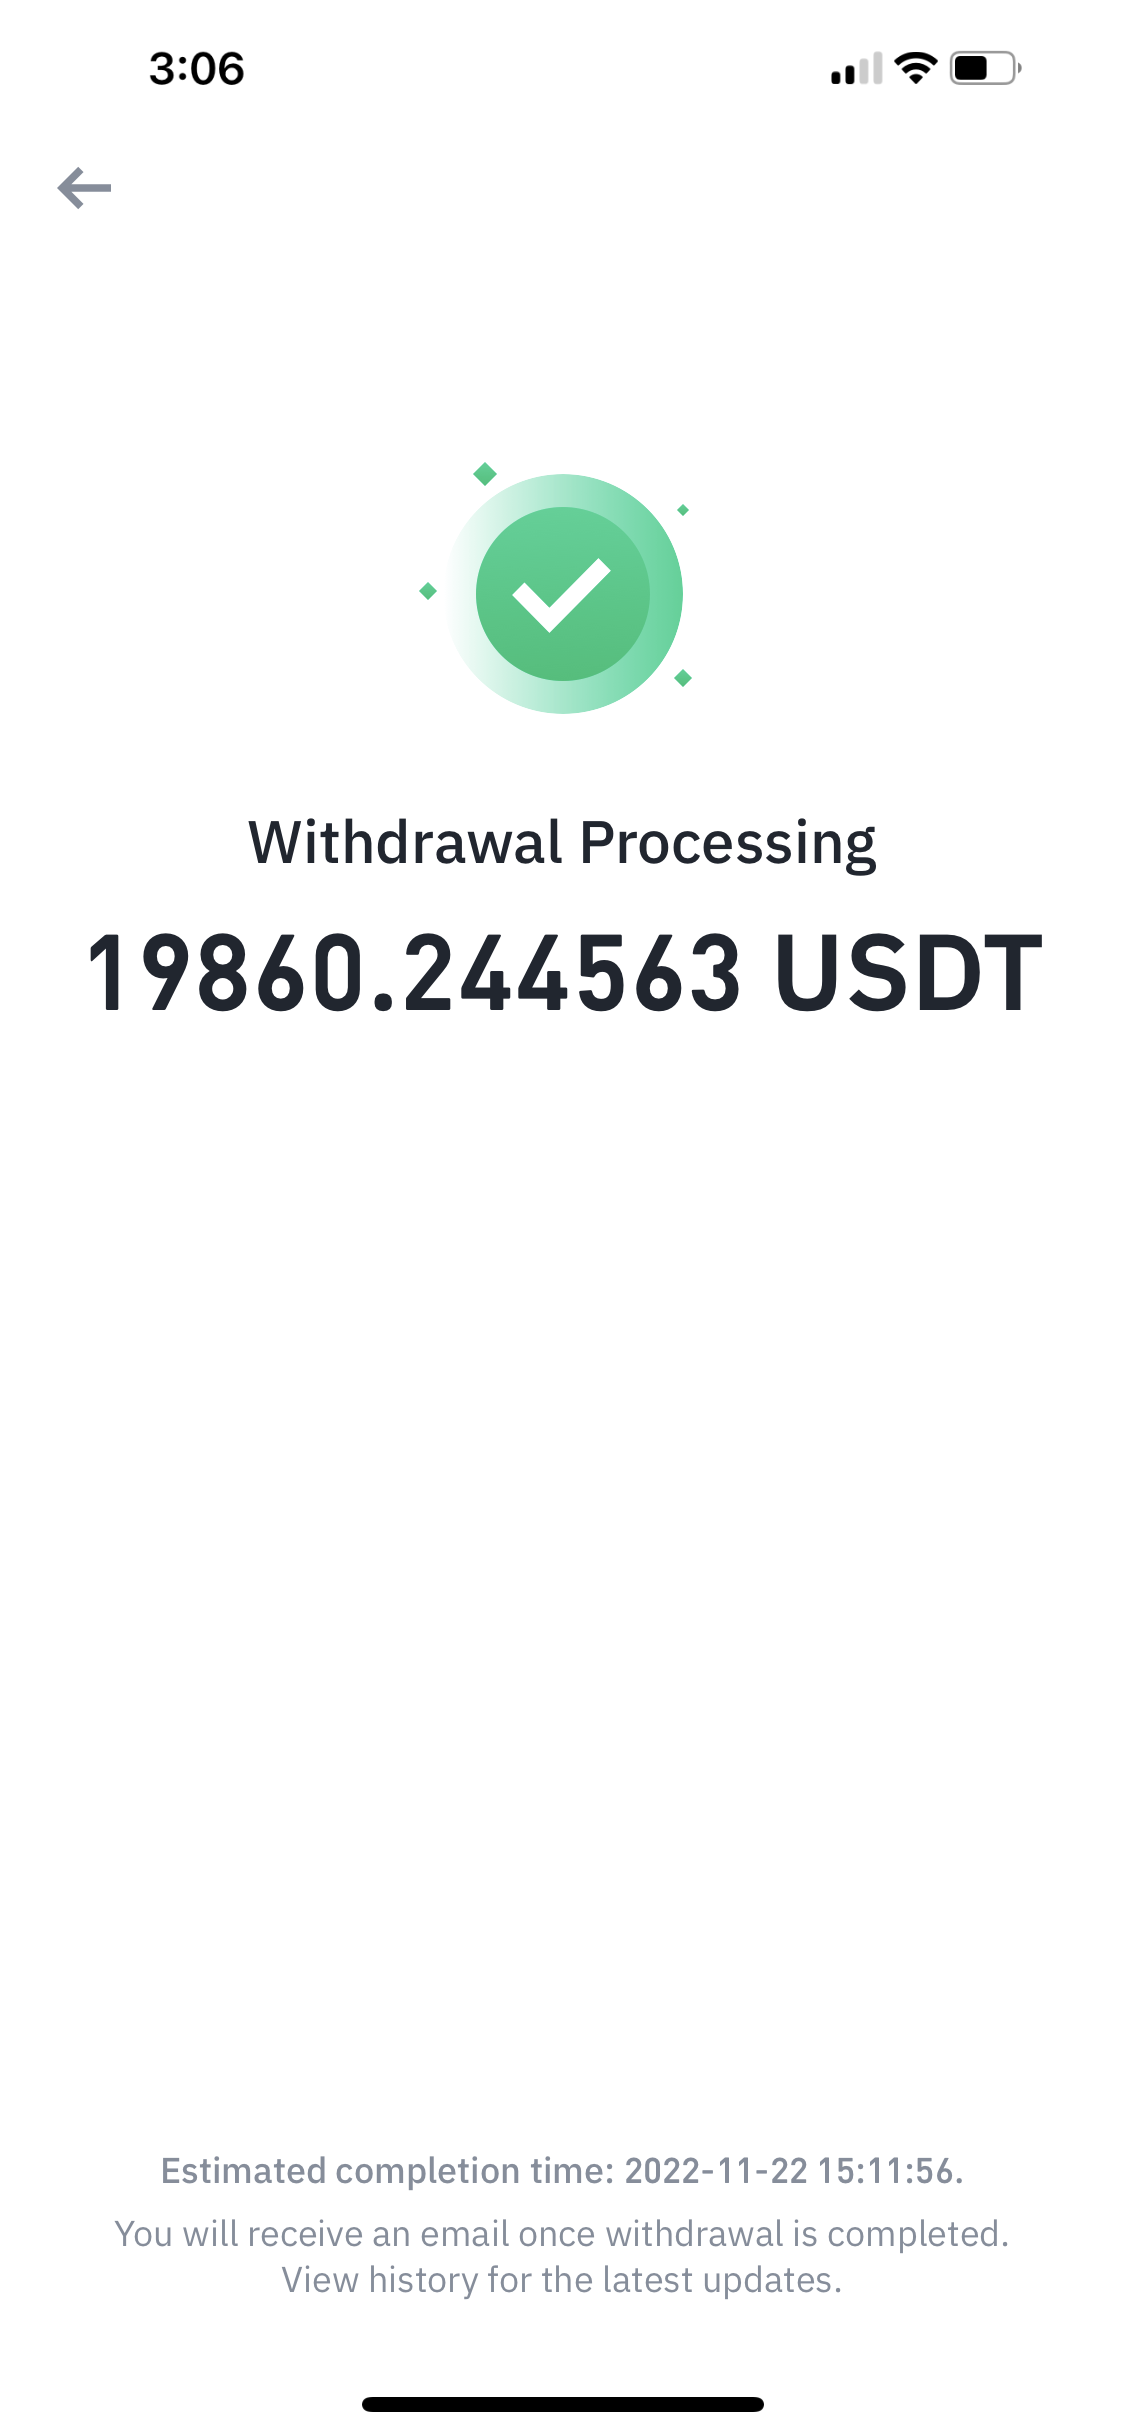 3:06
Withdrawal Processing
19860.244563 USDT
Estimated completion time: 2022-11-22 15:11:56.
You will receive an email once withdrawal is completed.
View history for the latest updates.